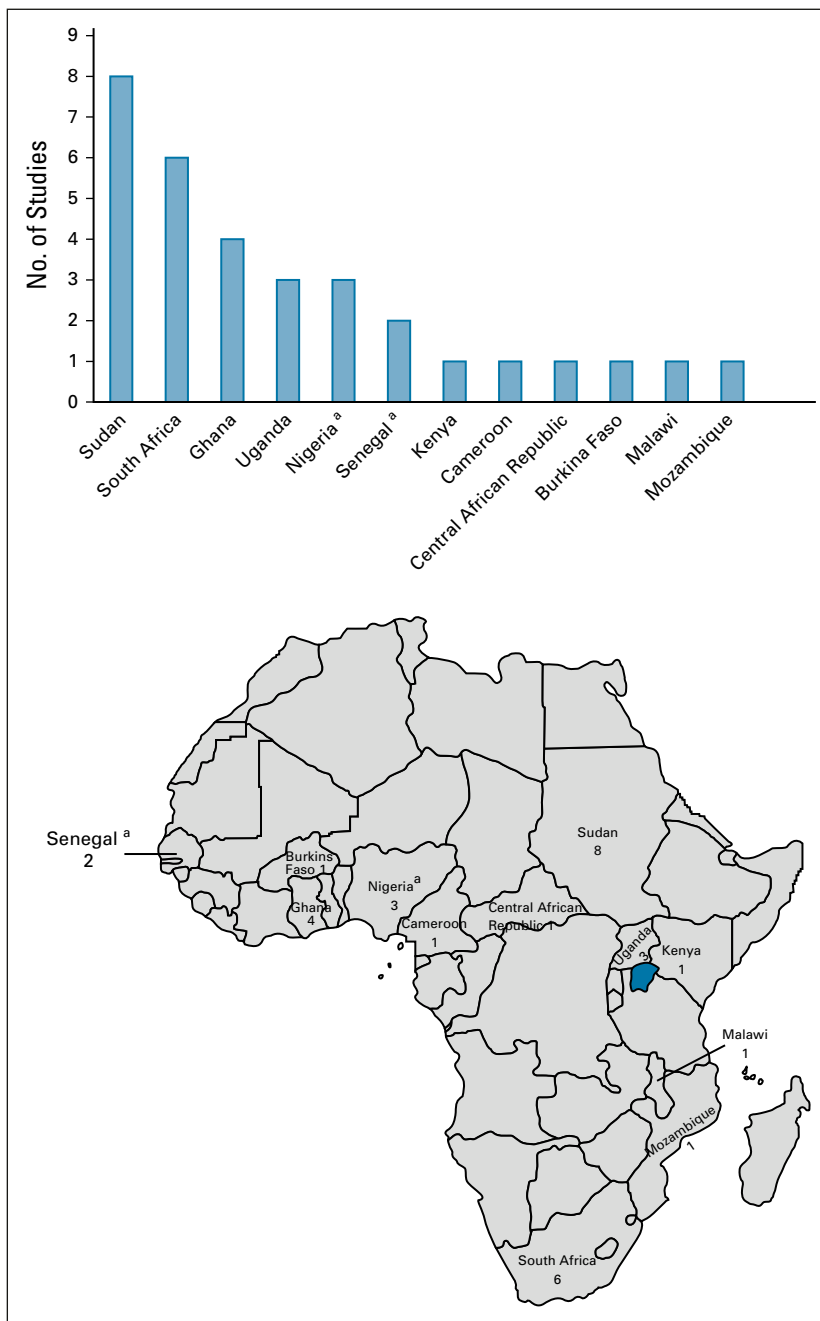 No. of Studies
9
8
7
6
5
4
3
2
1
0
Sudan
South Africa
Ghana
Uganda
Nigeria a
Senegal a
Kenya
Cameroon
Central African Republic
Burkina Faso
Malawi
Mozambique
Senegal a
2
Burkins
Faso 1
Ghana
4
Nigeria a
3
Cameroon
1
Central African
Republic 1
Sudan
8
Uganda
3
Kenya
1
Malawi
1
Mozambique
1
South Africa
6